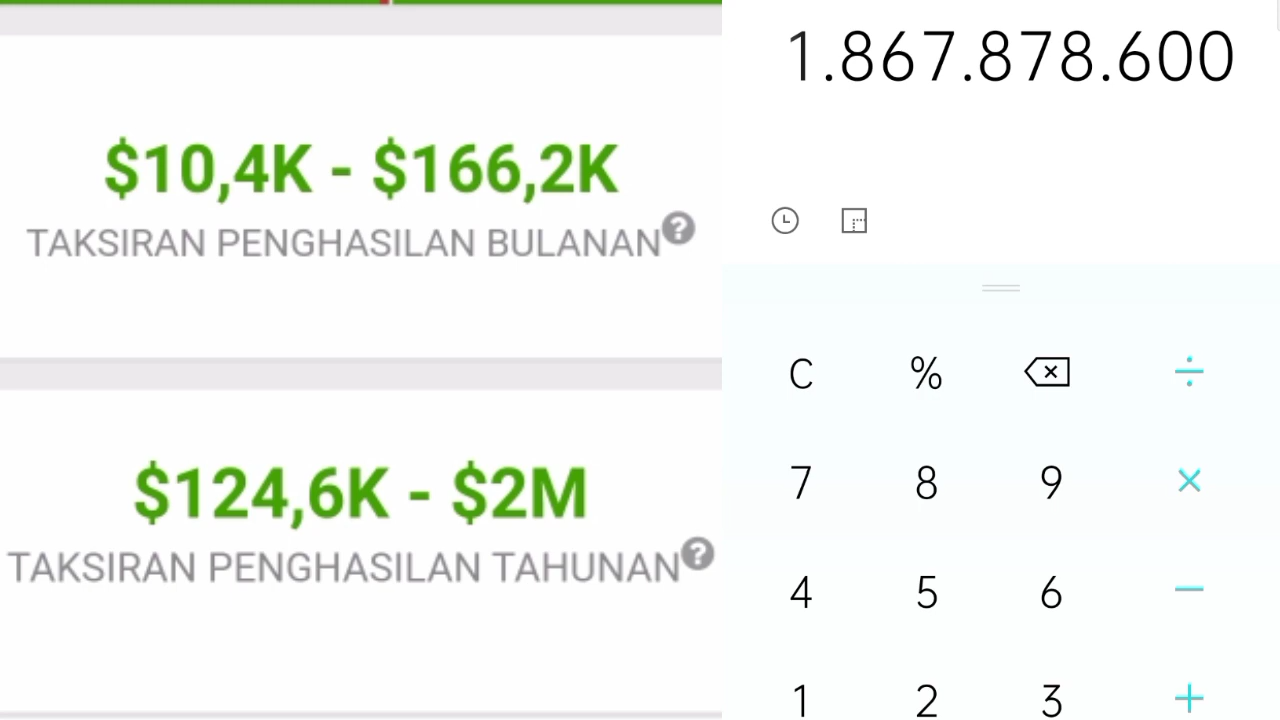 $10,4K - $166,2K
TAKSIRAN PENGHASILAN BULANAN?
$124,6K - $2M
TAKSIRAN PENGHASILAN TAHUNAN?
1.867.878.600
C % ÷
7 8 9 ×
4 5 6 −
1 2 3 +